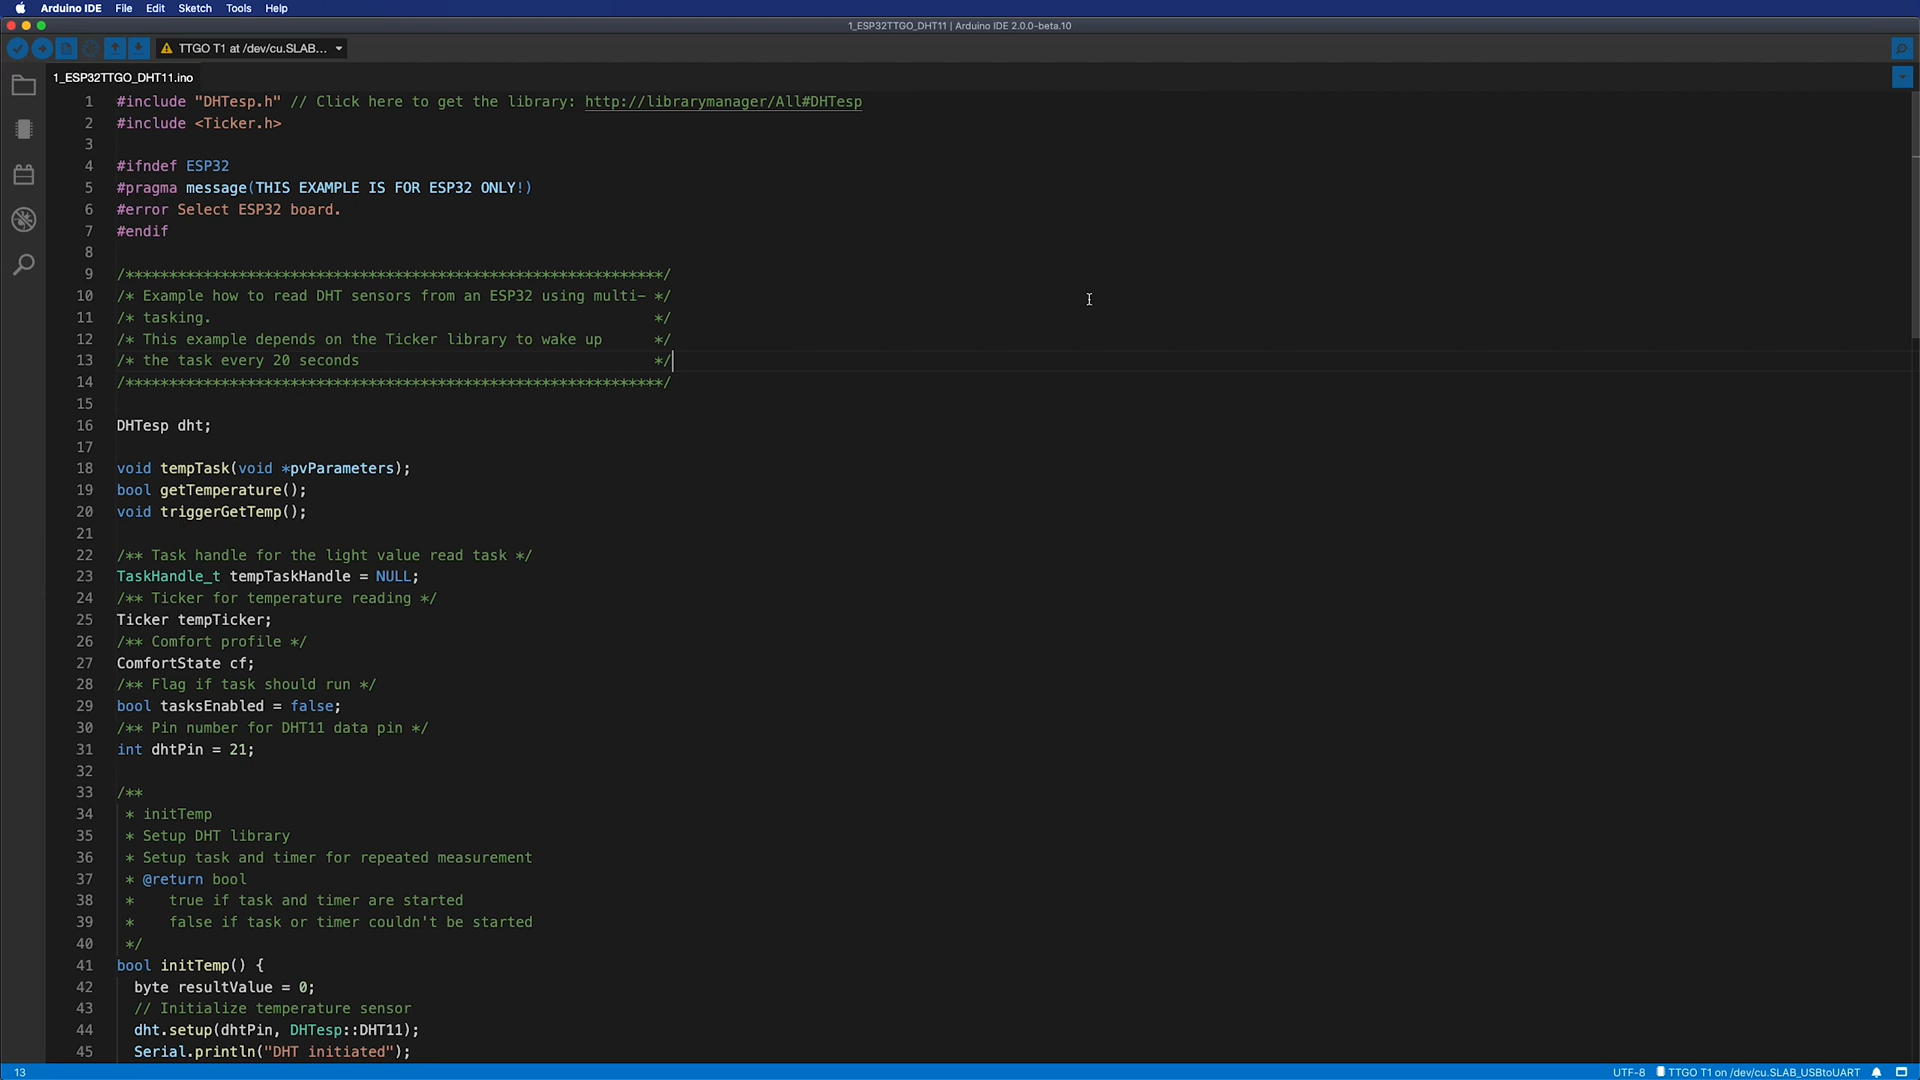 Arduino IDE File Edit Sketch Tools Help
1_ESP32TTGO_DHT11 | Arduino IDE 2.0.0-beta.10
TTGO T1 at /dev/cu.SLAB...
1_ESP32TTGO_DHT11.ino
1 #include "DHTesp.h" // Click here to get the library: http://librarymanager/All#DHTesp
2 #include <Ticker.h>
3
4 #ifndef ESP32
5 #pragma message(THIS EXAMPLE IS FOR ESP32 ONLY!)
6 #error Select ESP32 board.
7 #endif
8
9 /**************************************************************/
10 /* Example how to read DHT sensors from an ESP32 using multi- */
11 /* tasking.                                                   */
12 /* This example depends on the Ticker library to wake up      */
13 /* the task every 20 seconds                                  */
14 /**************************************************************/
15
16 DHTesp dht;
17
18 void tempTask(void *pvParameters);
19 bool getTemperature();
20 void triggerGetTemp();
21
22 /** Task handle for the light value read task */
23 TaskHandle_t tempTaskHandle = NULL;
24 /** Ticker for temperature reading */
25 Ticker tempTicker;
26 /** Comfort profile */
27 ComfortState cf;
28 /** Flag if task should run */
29 bool tasksEnabled = false;
30 /** Pin number for DHT11 data pin */
31 int dhtPin = 21;
32
33 /**
34  * initTemp
35  * Setup DHT library
36  * Setup task and timer for repeated measurement
37  * @return bool
38  *    true if task and timer are started
39  *    false if task or timer couldn't be started
40  */
41 bool initTemp() {
42   byte resultValue = 0;
43   // Initialize temperature sensor
44   dht.setup(dhtPin, DHTesp::DHT11);
45   Serial.println("DHT initiated");
13 UTF-8 TTGO T1 on /dev/cu.SLAB_USBtoUART